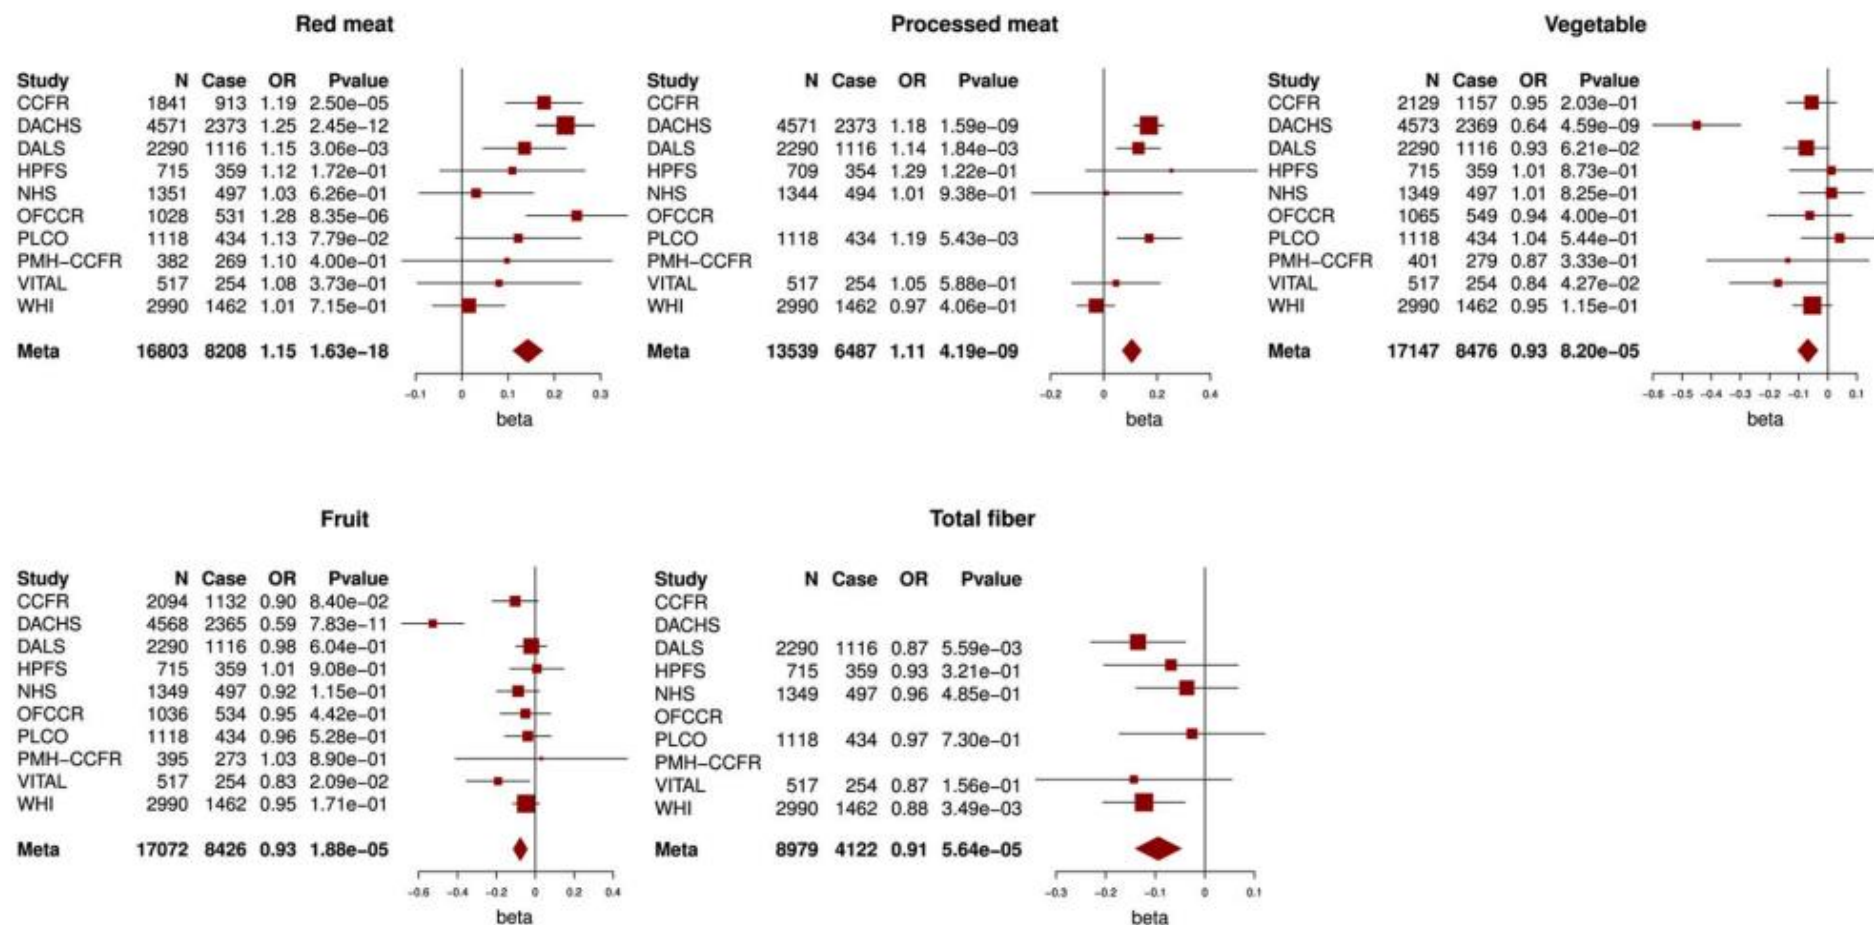 Red meat
Study N Case OR Pvalue
CCFR 1841 913 1.19 2.50e−05
DACHS 4571 2373 1.25 2.45e−12
DALS 2290 1116 1.15 3.06e−03
HPFS 715 359 1.12 1.72e−01
NHS 1351 497 1.03 6.26e−01
OFCCR 1028 531 1.28 8.35e−06
PLCO 1118 434 1.13 7.79e−02
PMH−CCFR 382 269 1.10 4.00e−01
VITAL 517 254 1.08 3.73e−01
WHI 2990 1462 1.01 7.15e−01
Meta 16803 8208 1.15 1.63e−18
−0.1 0 0.1 0.2 0.3
beta
Processed meat
Study N Case OR Pvalue
CCFR
DACHS 4571 2373 1.18 1.59e−09
DALS 2290 1116 1.14 1.84e−03
HPFS 709 354 1.29 1.22e−01
NHS 1344 494 1.01 9.38e−01
OFCCR
PLCO 1118 434 1.19 5.43e−03
PMH−CCFR
VITAL 517 254 1.05 5.88e−01
WHI 2990 1462 0.97 4.06e−01
Meta 13539 6487 1.11 4.19e−09
−0.2 0 0.2 0.4
beta
Vegetable
Study N Case OR Pvalue
CCFR 2129 1157 0.95 2.03e−01
DACHS 4573 2369 0.64 4.59e−09
DALS 2290 1116 0.93 6.21e−02
HPFS 715 359 1.01 8.73e−01
NHS 1349 497 1.01 8.25e−01
OFCCR 1065 549 0.94 4.00e−01
PLCO 1118 434 1.04 5.44e−01
PMH−CCFR 401 279 0.87 3.33e−01
VITAL 517 254 0.84 4.27e−02
WHI 2990 1462 0.95 1.15e−01
Meta 17147 8476 0.93 8.20e−05
−0.6 −0.5 −0.4 −0.3 −0.2 −0.1 0 0.1
beta
Fruit
Study N Case OR Pvalue
CCFR 2094 1132 0.90 8.40e−02
DACHS 4568 2365 0.59 7.83e−11
DALS 2290 1116 0.98 6.04e−01
HPFS 715 359 1.01 9.08e−01
NHS 1349 497 0.92 1.15e−01
OFCCR 1036 534 0.95 4.42e−01
PLCO 1118 434 0.96 5.28e−01
PMH−CCFR 395 273 1.03 8.90e−01
VITAL 517 254 0.83 2.09e−02
WHI 2990 1462 0.95 1.71e−01
Meta 17072 8426 0.93 1.88e−05
−0.6 −0.4 −0.2 0 0.2 0.4
beta
Total fiber
Study N Case OR Pvalue
CCFR
DACHS
DALS 2290 1116 0.87 5.59e−03
HPFS 715 359 0.93 3.21e−01
NHS 1349 497 0.96 4.85e−01
OFCCR
PLCO 1118 434 0.97 7.30e−01
PMH−CCFR
VITAL 517 254 0.87 1.56e−01
WHI 2990 1462 0.88 3.49e−03
Meta 8979 4122 0.91 5.64e−05
−0.3 −0.2 −0.1 0 0.1
beta